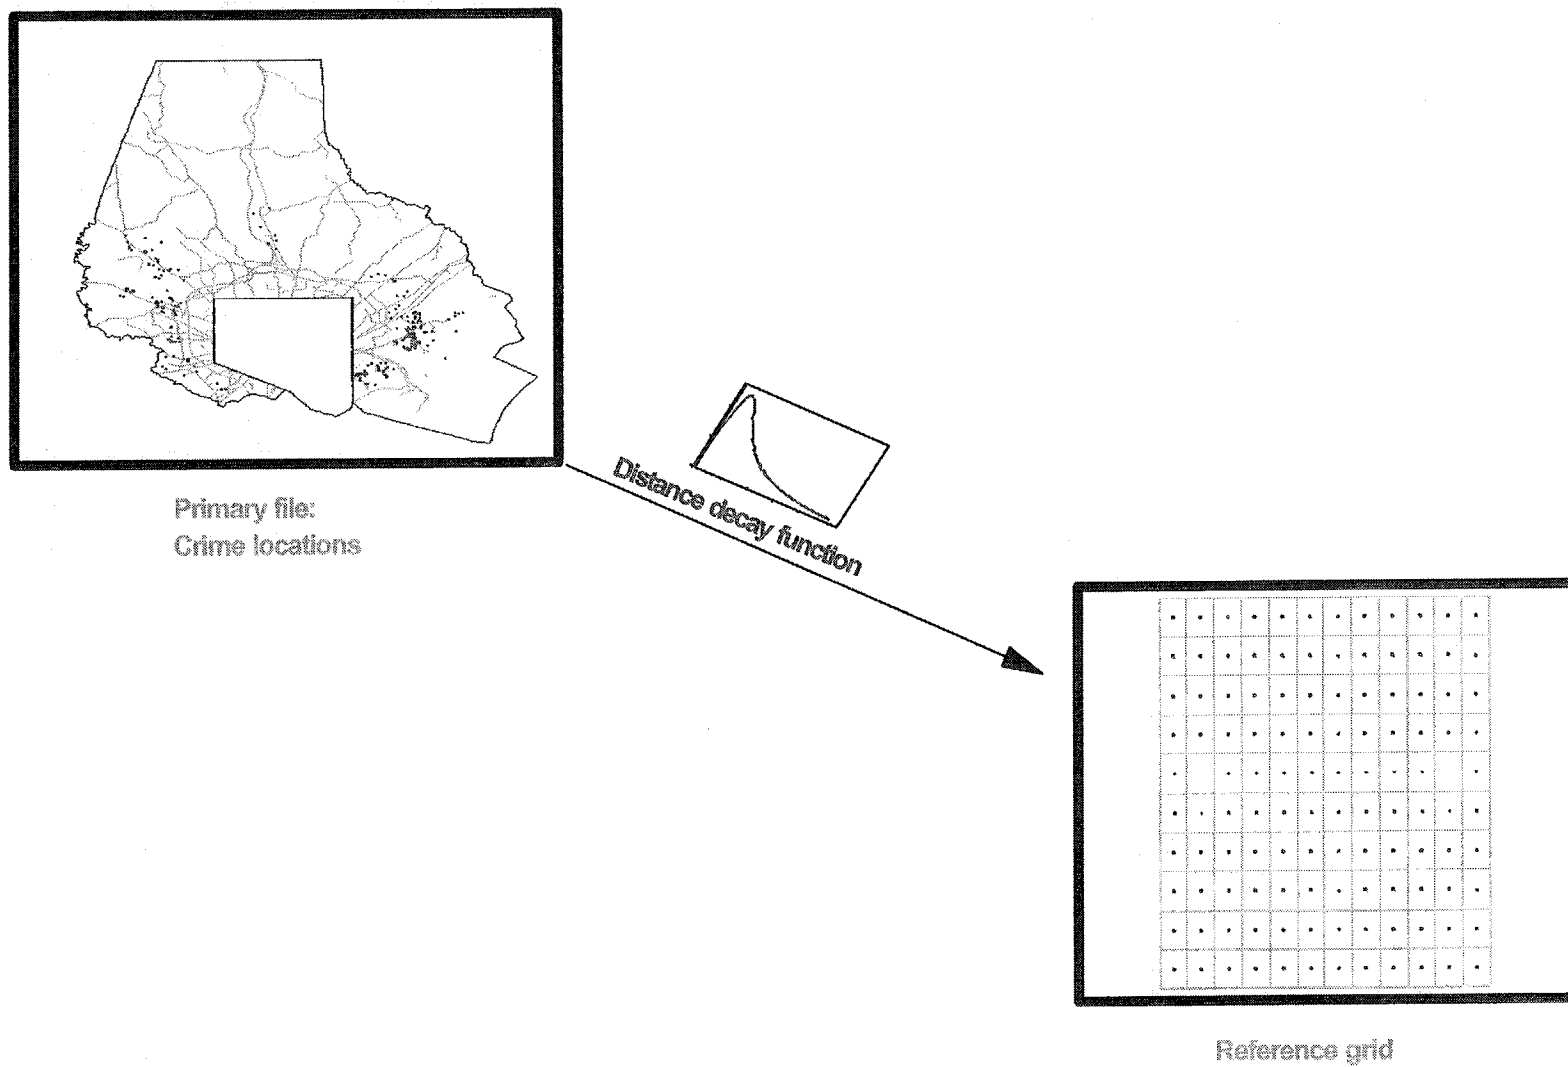 Primary file:
Crime locations
Distance decay function
Reference grid